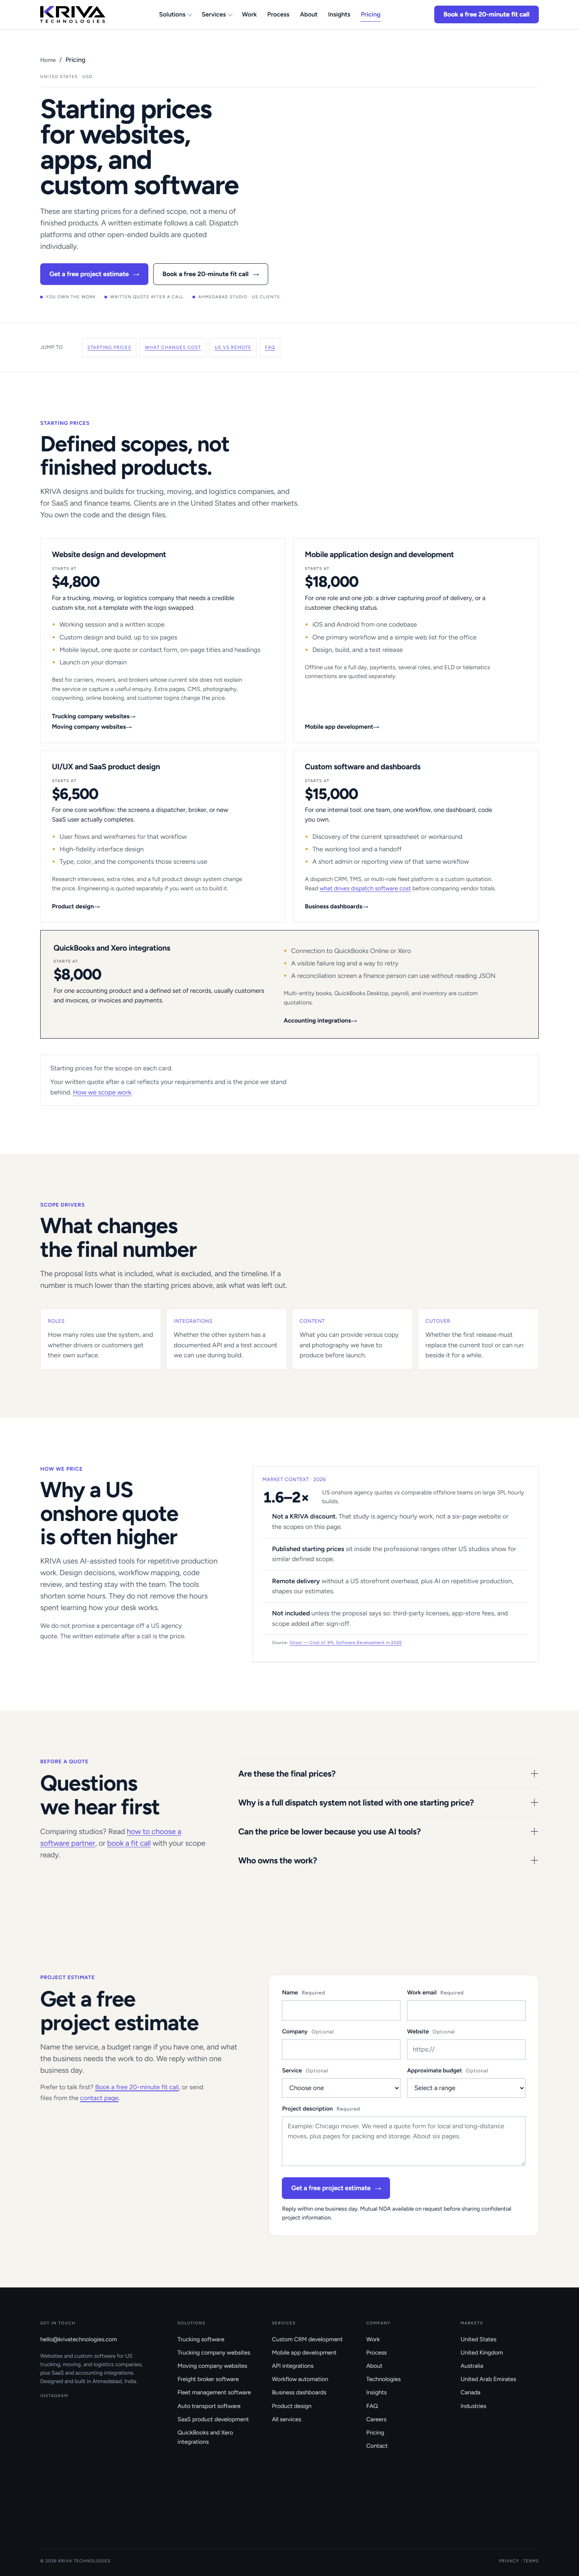 KRIVA
TECHNOLOGIES
Solutions Services Work Process About Insights Pricing
Book a free 20-minute fit call
Home / Pricing
UNITED STATES · USD
Starting prices
for websites,
apps, and
custom software
These are starting prices for a defined scope, not a menu of
finished products. A written estimate follows a call. Dispatch
platforms and other open-ended builds are quoted
individually.
Get a free project estimate →
Book a free 20-minute fit call →
YOU OWN THE WORK WRITTEN QUOTE AFTER A CALL AHMEDABAD STUDIO · US CLIENTS
JUMP TO STARTING PRICES WHAT CHANGES COST US VS REMOTE FAQ
STARTING PRICES
Defined scopes, not
finished products.
KRIVA designs and builds for trucking, moving, and logistics companies, and
for SaaS and finance teams. Clients are in the United States and other markets.
You own the code and the design files.
Website design and development
STARTS AT
$4,800
For a trucking, moving, or logistics company that needs a credible
custom site, not a template with the logo swapped.
Working session and a written scope
Custom design and build, up to six pages
Mobile layout, one quote or contact form, on-page titles and headings
Launch on your domain
Best for carriers, movers, and brokers whose current site does not explain
the service or capture a useful enquiry. Extra pages, CMS, photography,
copywriting, online booking, and customer logins change the price.
Trucking company websites→
Moving company websites→
Mobile application design and development
STARTS AT
$18,000
For one role and one job: a driver capturing proof of delivery, or a
customer checking status.
iOS and Android from one codebase
One primary workflow and a simple web list for the office
Design, build, and a test release
Offline use for a full day, payments, several roles, and ELD or telematics
connections are quoted separately.
Mobile app development→
UI/UX and SaaS product design
STARTS AT
$6,500
For one core workflow: the screens a dispatcher, broker, or new
SaaS user actually completes.
User flows and wireframes for that workflow
High-fidelity interface design
Type, color, and the components those screens use
Research interviews, extra roles, and a full product design system change
the price. Engineering is quoted separately if you want us to build it.
Product design→
Custom software and dashboards
STARTS AT
$15,000
For one internal tool: one team, one workflow, one dashboard, code
you own.
Discovery of the current spreadsheet or workaround
The working tool and a handoff
A short admin or reporting view of that same workflow
A dispatch CRM, TMS, or multi-role fleet platform is a custom quotation.
Read what drives dispatch software cost before comparing vendor totals.
Business dashboards→
QuickBooks and Xero integrations
STARTS AT
$8,000
For one accounting product and a defined set of records, usually customers
and invoices, or invoices and payments.
Connection to QuickBooks Online or Xero
A visible failure log and a way to retry
A reconciliation screen a finance person can use without reading JSON
Multi-entity books, QuickBooks Desktop, payroll, and inventory are custom
quotations.
Accounting integrations→
Starting prices for the scope on each card.
Your written quote after a call reflects your requirements and is the price we stand
behind. How we scope work.
SCOPE DRIVERS
What changes
the final number
The proposal lists what is included, what is excluded, and the timeline. If a
number is much lower than the starting prices above, ask what was left out.
ROLES
How many roles use the system, and
whether drivers or customers get
their own surface.
INTEGRATIONS
Whether the other system has a
documented API and a test account
we can use during build.
CONTENT
What you can provide versus copy
and photography we have to
produce before launch.
CUTOVER
Whether the first release must
replace the current tool or can run
beside it for a while.
HOW WE PRICE
Why a US
onshore quote
is often higher
KRIVA uses AI-assisted tools for repetitive production
work. Design decisions, workflow mapping, code
review, and testing stay with the team. The tools
shorten some hours. They do not remove the hours
spent learning how your desk works.
We do not promise a percentage off a US agency
quote. The written estimate after a call is the price.
MARKET CONTEXT · 2026
1.6–2×
US onshore agency quotes vs comparable offshore teams on large 3PL hourly
builds.
Not a KRIVA discount. That study is agency hourly work, not a six-page website or
the scopes on this page.
Published starting prices sit inside the professional ranges other US studios show for
similar defined scope.
Remote delivery without a US storefront overhead, plus AI on repetitive production,
shapes our estimates.
Not included unless the proposal says so: third-party licenses, app-store fees, and
scope added after sign-off.
BEFORE A QUOTE
Questions
we hear first
Comparing studios? Read how to choose a
software partner, or book a fit call with your scope
ready.
Are these the final prices?
Why is a full dispatch system not listed with one starting price?
Can the price be lower because you use AI tools?
Who owns the work?
PROJECT ESTIMATE
Get a free
project estimate
Name the service, a budget range if you have one, and what
the business needs the work to do. We reply within one
business day.
Prefer to talk first? Book a free 20-minute fit call, or send
files from the contact page.
Name Required
Work email Required
Company Optional
Website Optional
https://
Service Optional
Approximate budget Optional
Choose one
Select a range
Project description Required
Example: Chicago mover. We need a quote form for local and long-distance
moves, plus pages for packing and storage. About six pages.
Get a free project estimate →
Reply within one business day. Mutual NDA available on request before sharing confidential
project information.
GET IN TOUCH
hello@krivatechnologies.com
Websites and custom software for US
trucking, moving, and logistics companies,
plus SaaS and accounting integrations.
Designed and built in Ahmedabad, India.
INSTAGRAM
SOLUTIONS
Trucking software
Trucking company websites
Moving company websites
Freight broker software
Fleet management software
Auto transport software
SaaS product development
QuickBooks and Xero
integrations
SERVICES
Custom CRM development
Mobile app development
API integrations
Workflow automation
Business dashboards
Product design
All services
COMPANY
Work
Process
About
Technologies
Insights
FAQ
Careers
Pricing
Contact
MARKETS
United States
United Kingdom
Australia
United Arab Emirates
Canada
Industries
© 2026 KRIVA TECHNOLOGIES
PRIVACY · TERMS